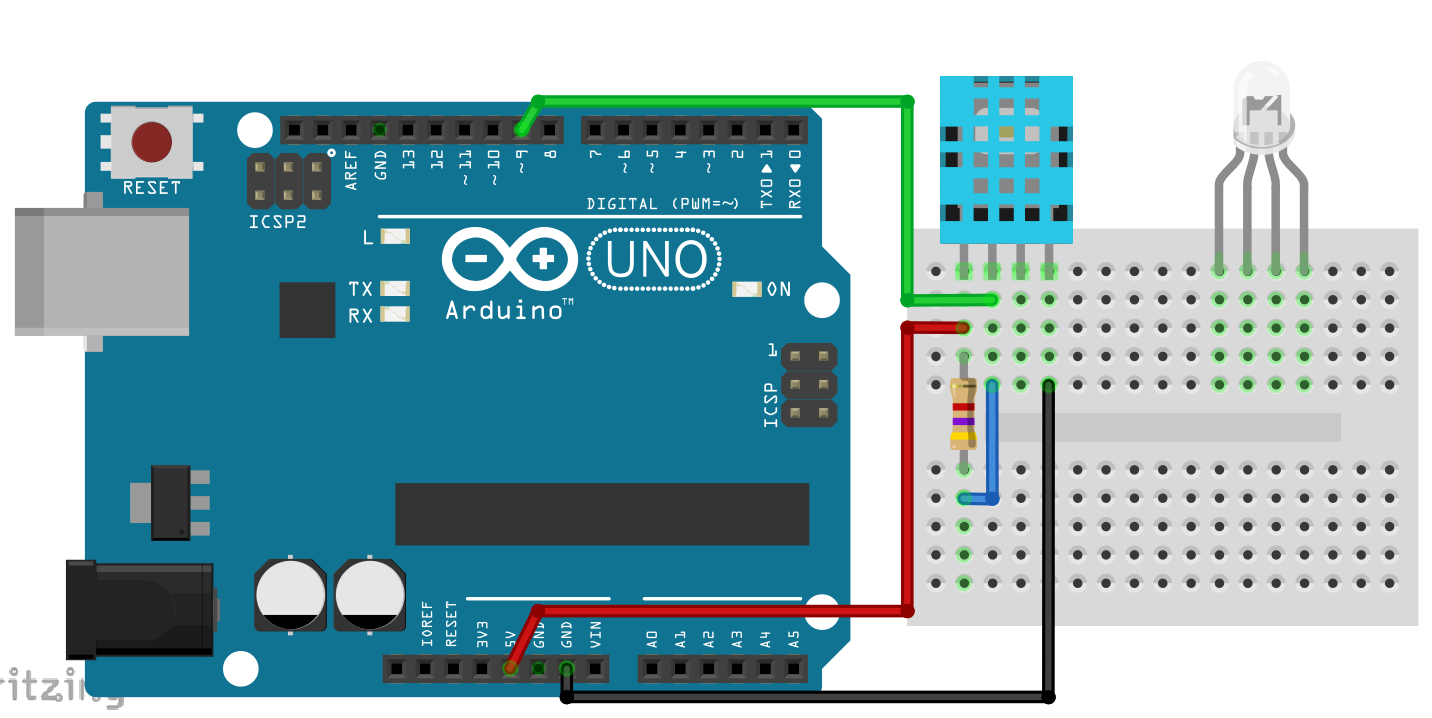 RESET
ICSP2
AREF
GND
13
12
~11
~10
~9
8
7
~6
~5
4
~3
2
TX0▶1
RX0◀0
DIGITAL (PWM=~)
L
TX
RX
UNO
Arduino™
ON
1
ICSP
IOREF
RESET
3V3
5V
GND
GND
VIN
A0
A1
A2
A3
A4
A5
ritzing